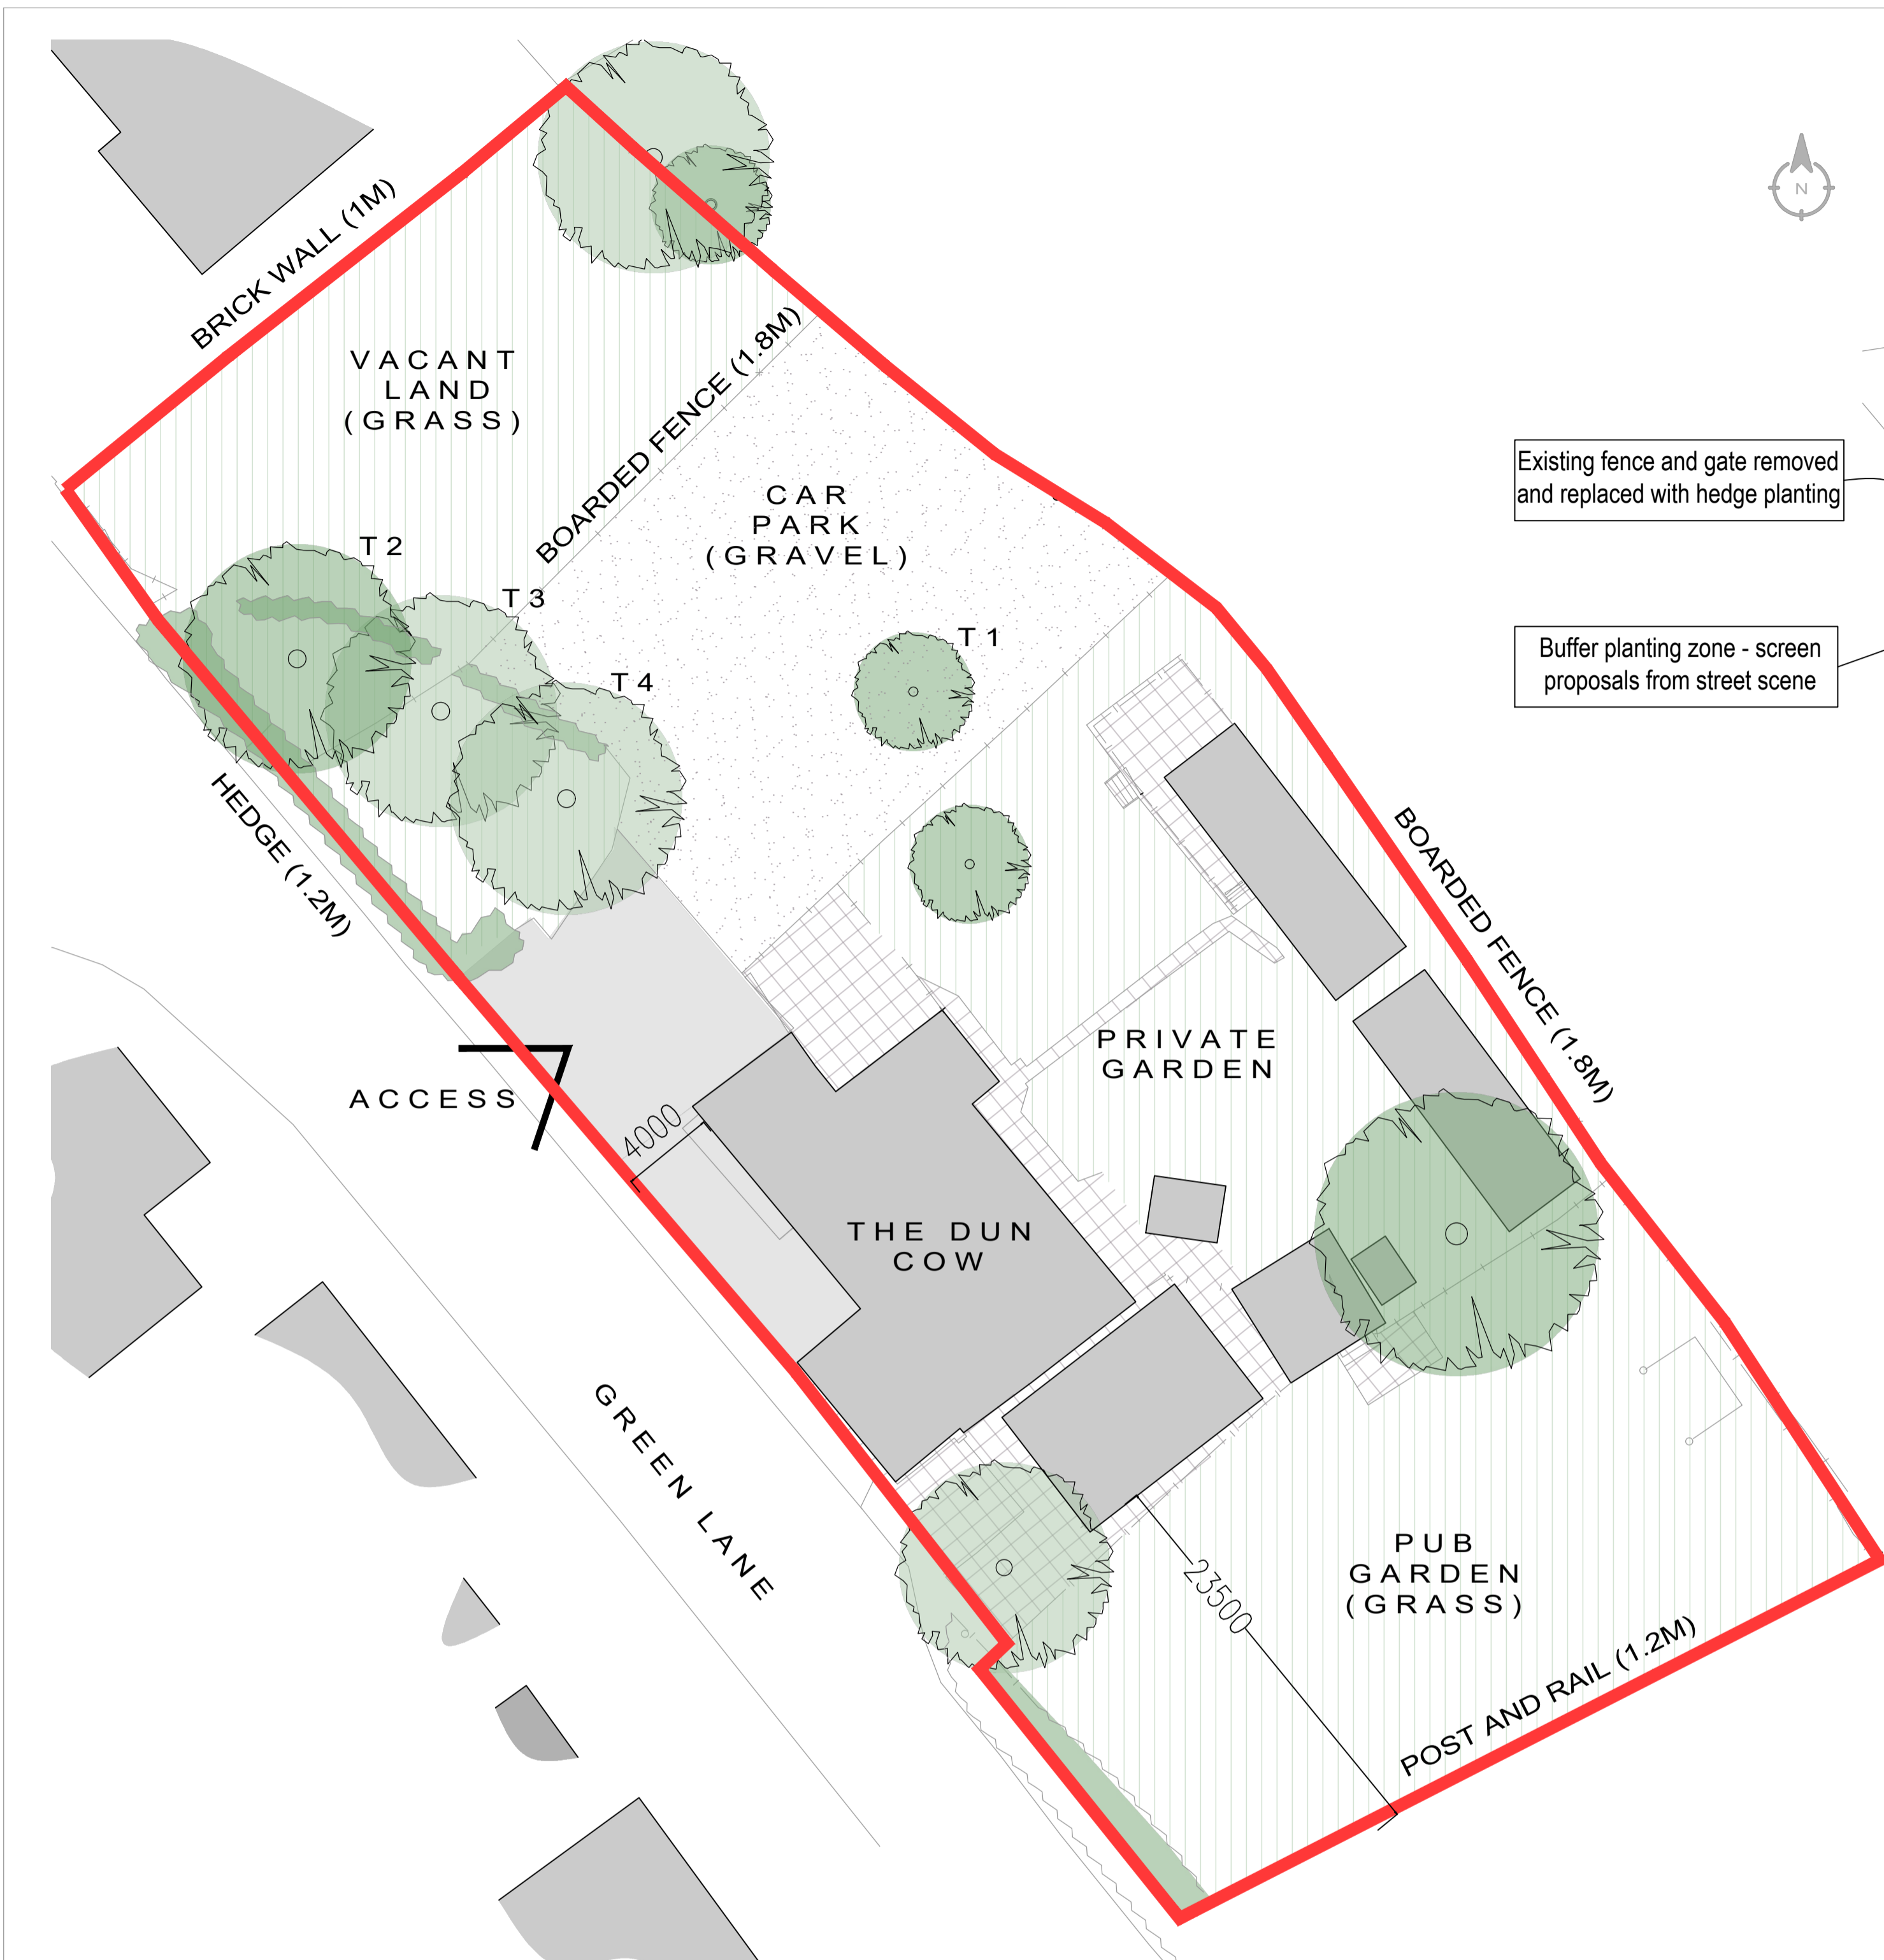 BRICK WALL (1M)
N
VACANT
LAND
(GRASS)
BOARDED FENCE (1.8M)
CAR
PARK
(GRAVEL)
Existing fence and gate removed
and replaced with hedge planting
T2
T3
T1
T4
Buffer planting zone - screen
proposals from street scene
HEDGE (1.2M)
BOARDED FENCE (1.8M)
PRIVATE
GARDEN
ACCESS
4000
THE DUN
COW
GREEN LANE
PUB
GARDEN
(GRASS)
23500
POST AND RAIL (1.2M)